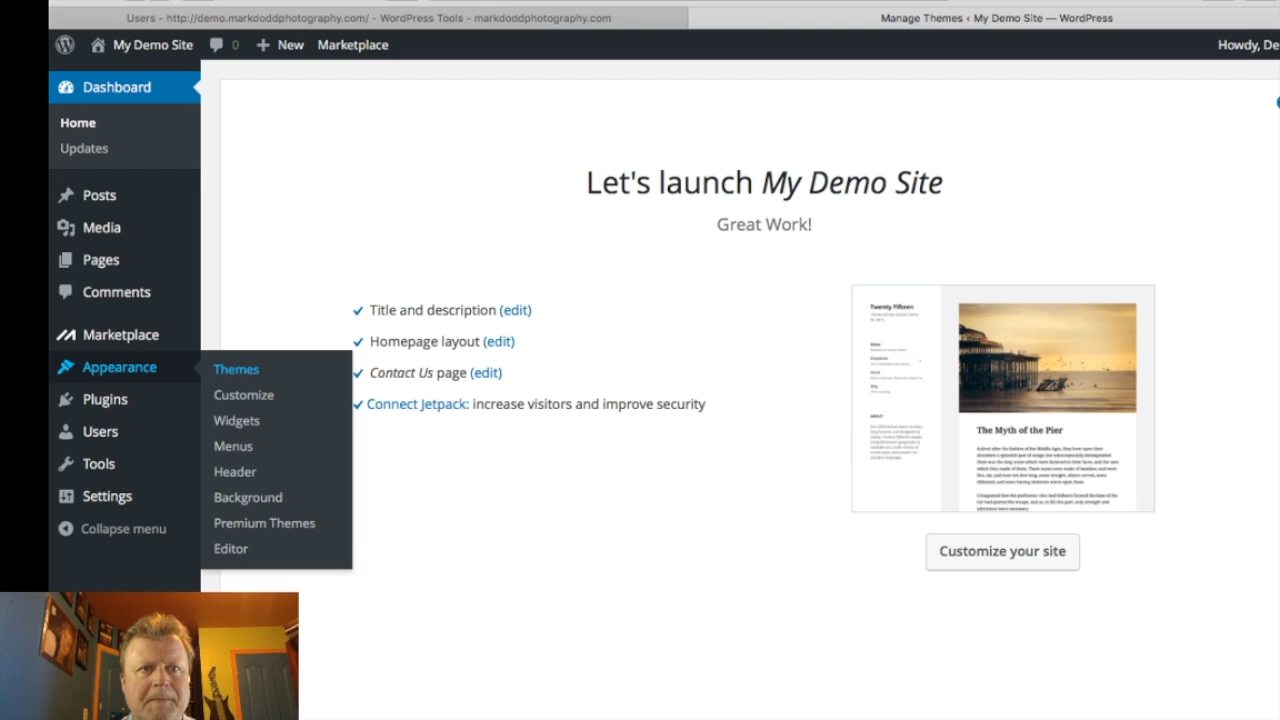 Users - http://demo.markdoddphotography.com/ - WordPress Tools - markdoddphotography.com
Manage Themes ‹ My Demo Site — WordPress
My Demo Site 0 New Marketplace
Howdy, De
Dashboard
Home
Updates
Posts
Media
Pages
Comments
Marketplace
Appearance
Plugins
Users
Tools
Settings
Collapse menu
Themes
Customize
Widgets
Menus
Header
Background
Premium Themes
Editor
Let's launch My Demo Site
Great Work!
Title and description (edit)
Homepage layout (edit)
Contact Us page (edit)
Connect Jetpack: increase visitors and improve security
Twenty Fifteen
ABOUT
The Myth of the Pier
Customize your site